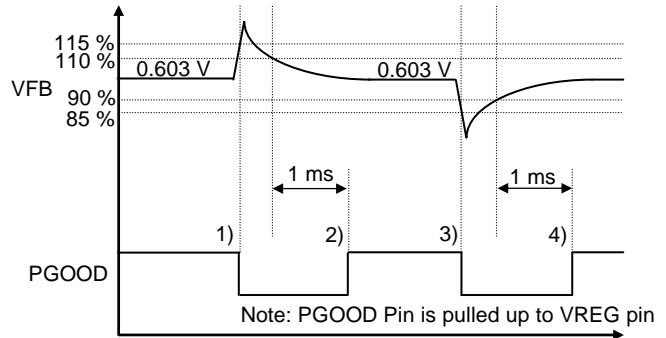 115 %
110 %
0.603 V
0.603 V
VFB
90 %
85 %
1 ms
1 ms
1)
2)
3)
4)
PGOOD
Note: PGOOD Pin is pulled up to VREG pin